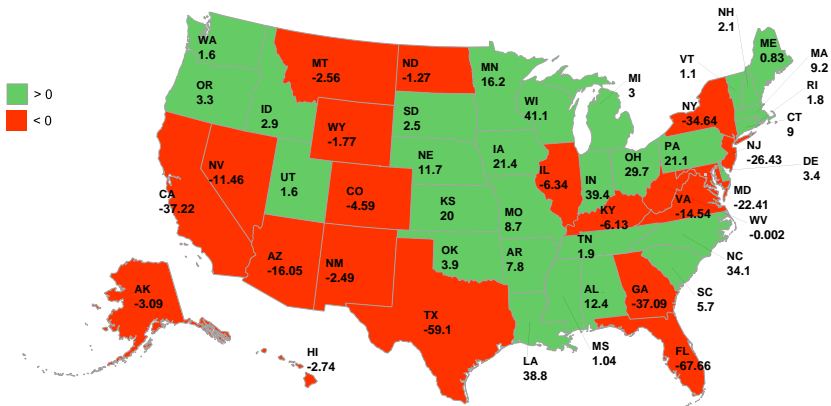 NH
2.1
WA
1.6
MT
-2.56
ND
-1.27
MN
16.2
VT
1.1
ME
0.83
MA
9.2
> 0
< 0
OR
3.3
ID
2.9
WY
-1.77
SD
2.5
WI
41.1
MI
3
NY
-34.64
RI
1.8
CT
9
NV
-11.46
UT
1.6
NE
11.7
IA
21.4
IL
-6.34
IN
39.4
OH
29.7
PA
21.1
NJ
-26.43
DE
3.4
CA
-37.22
CO
-4.59
KS
20
MO
8.7
KY
-6.13
VA
-14.54
MD
-22.41
WV
-0.002
AZ
-16.05
NM
-2.49
OK
3.9
AR
7.8
TN
1.9
NC
34.1
AK
-3.09
TX
-59.1
AL
12.4
GA
-37.09
SC
5.7
HI
-2.74
LA
38.8
MS
1.04
FL
-67.66